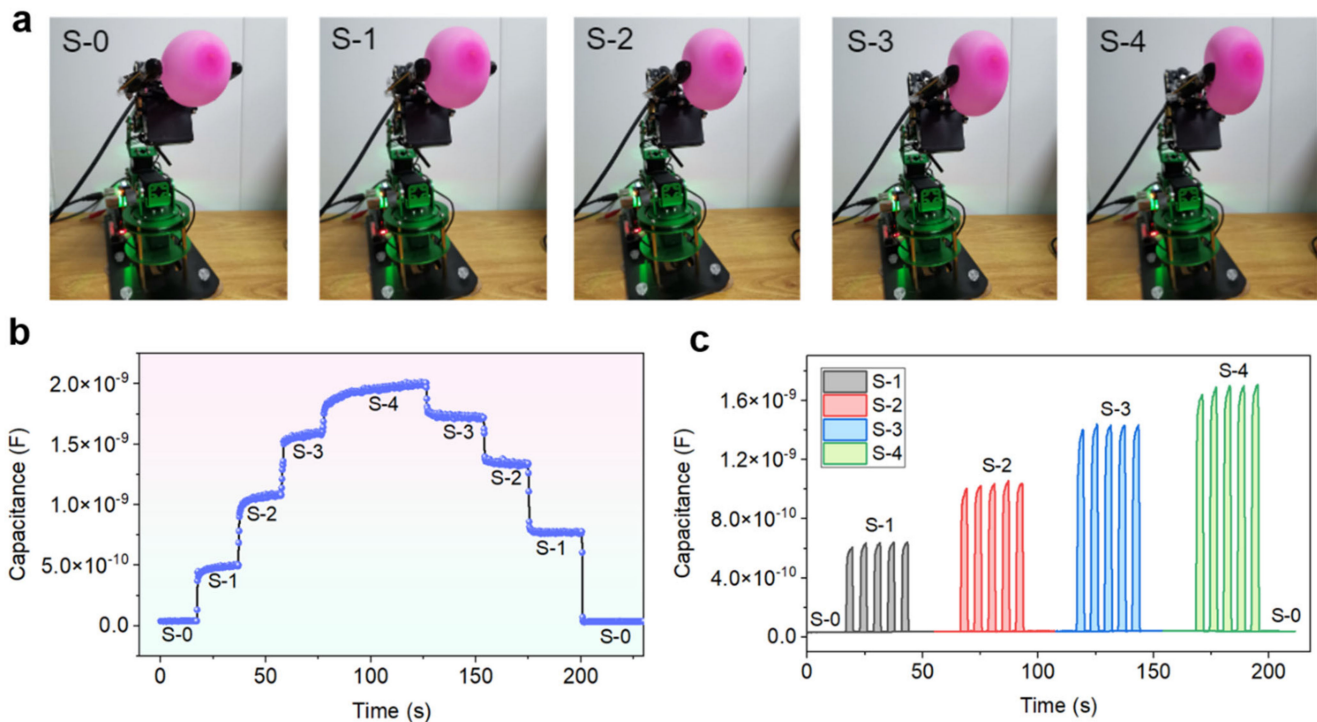 a
S-0
S-1
S-2
S-3
S-4
b
Capacitance (F)
2.0×10⁻⁹
1.5×10⁻⁹
1.0×10⁻⁹
5.0×10⁻¹⁰
0.0
S-0
S-1
S-2
S-3
S-4
S-3
S-2
S-1
S-0
0
50
100
150
200
Time (s)
c
Capacitance (F)
1.6×10⁻⁹
1.2×10⁻⁹
8.0×10⁻¹⁰
4.0×10⁻¹⁰
0.0
S-1
S-2
S-3
S-4
S-0
S-1
S-2
S-3
S-4
S-0
0
50
100
150
200
Time (s)